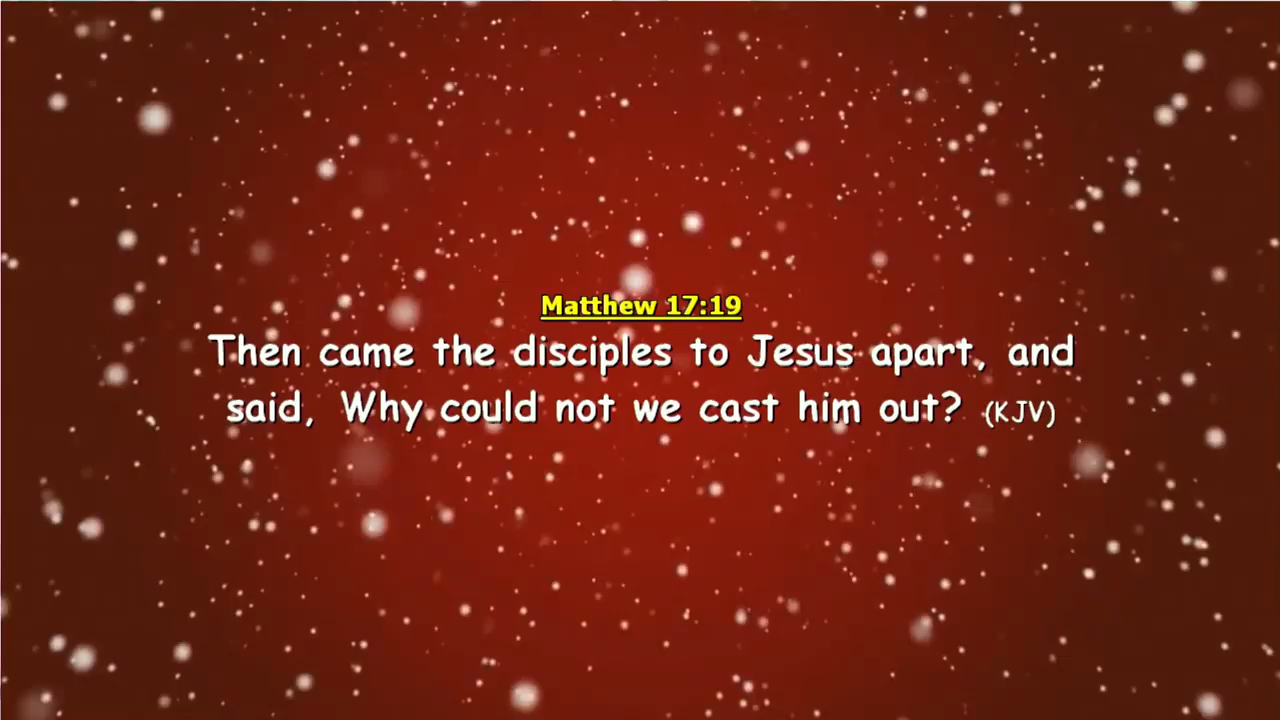 Matthew 17:19
Then came the disciples to Jesus apart, and
said, Why could not we cast him out? (KJV)